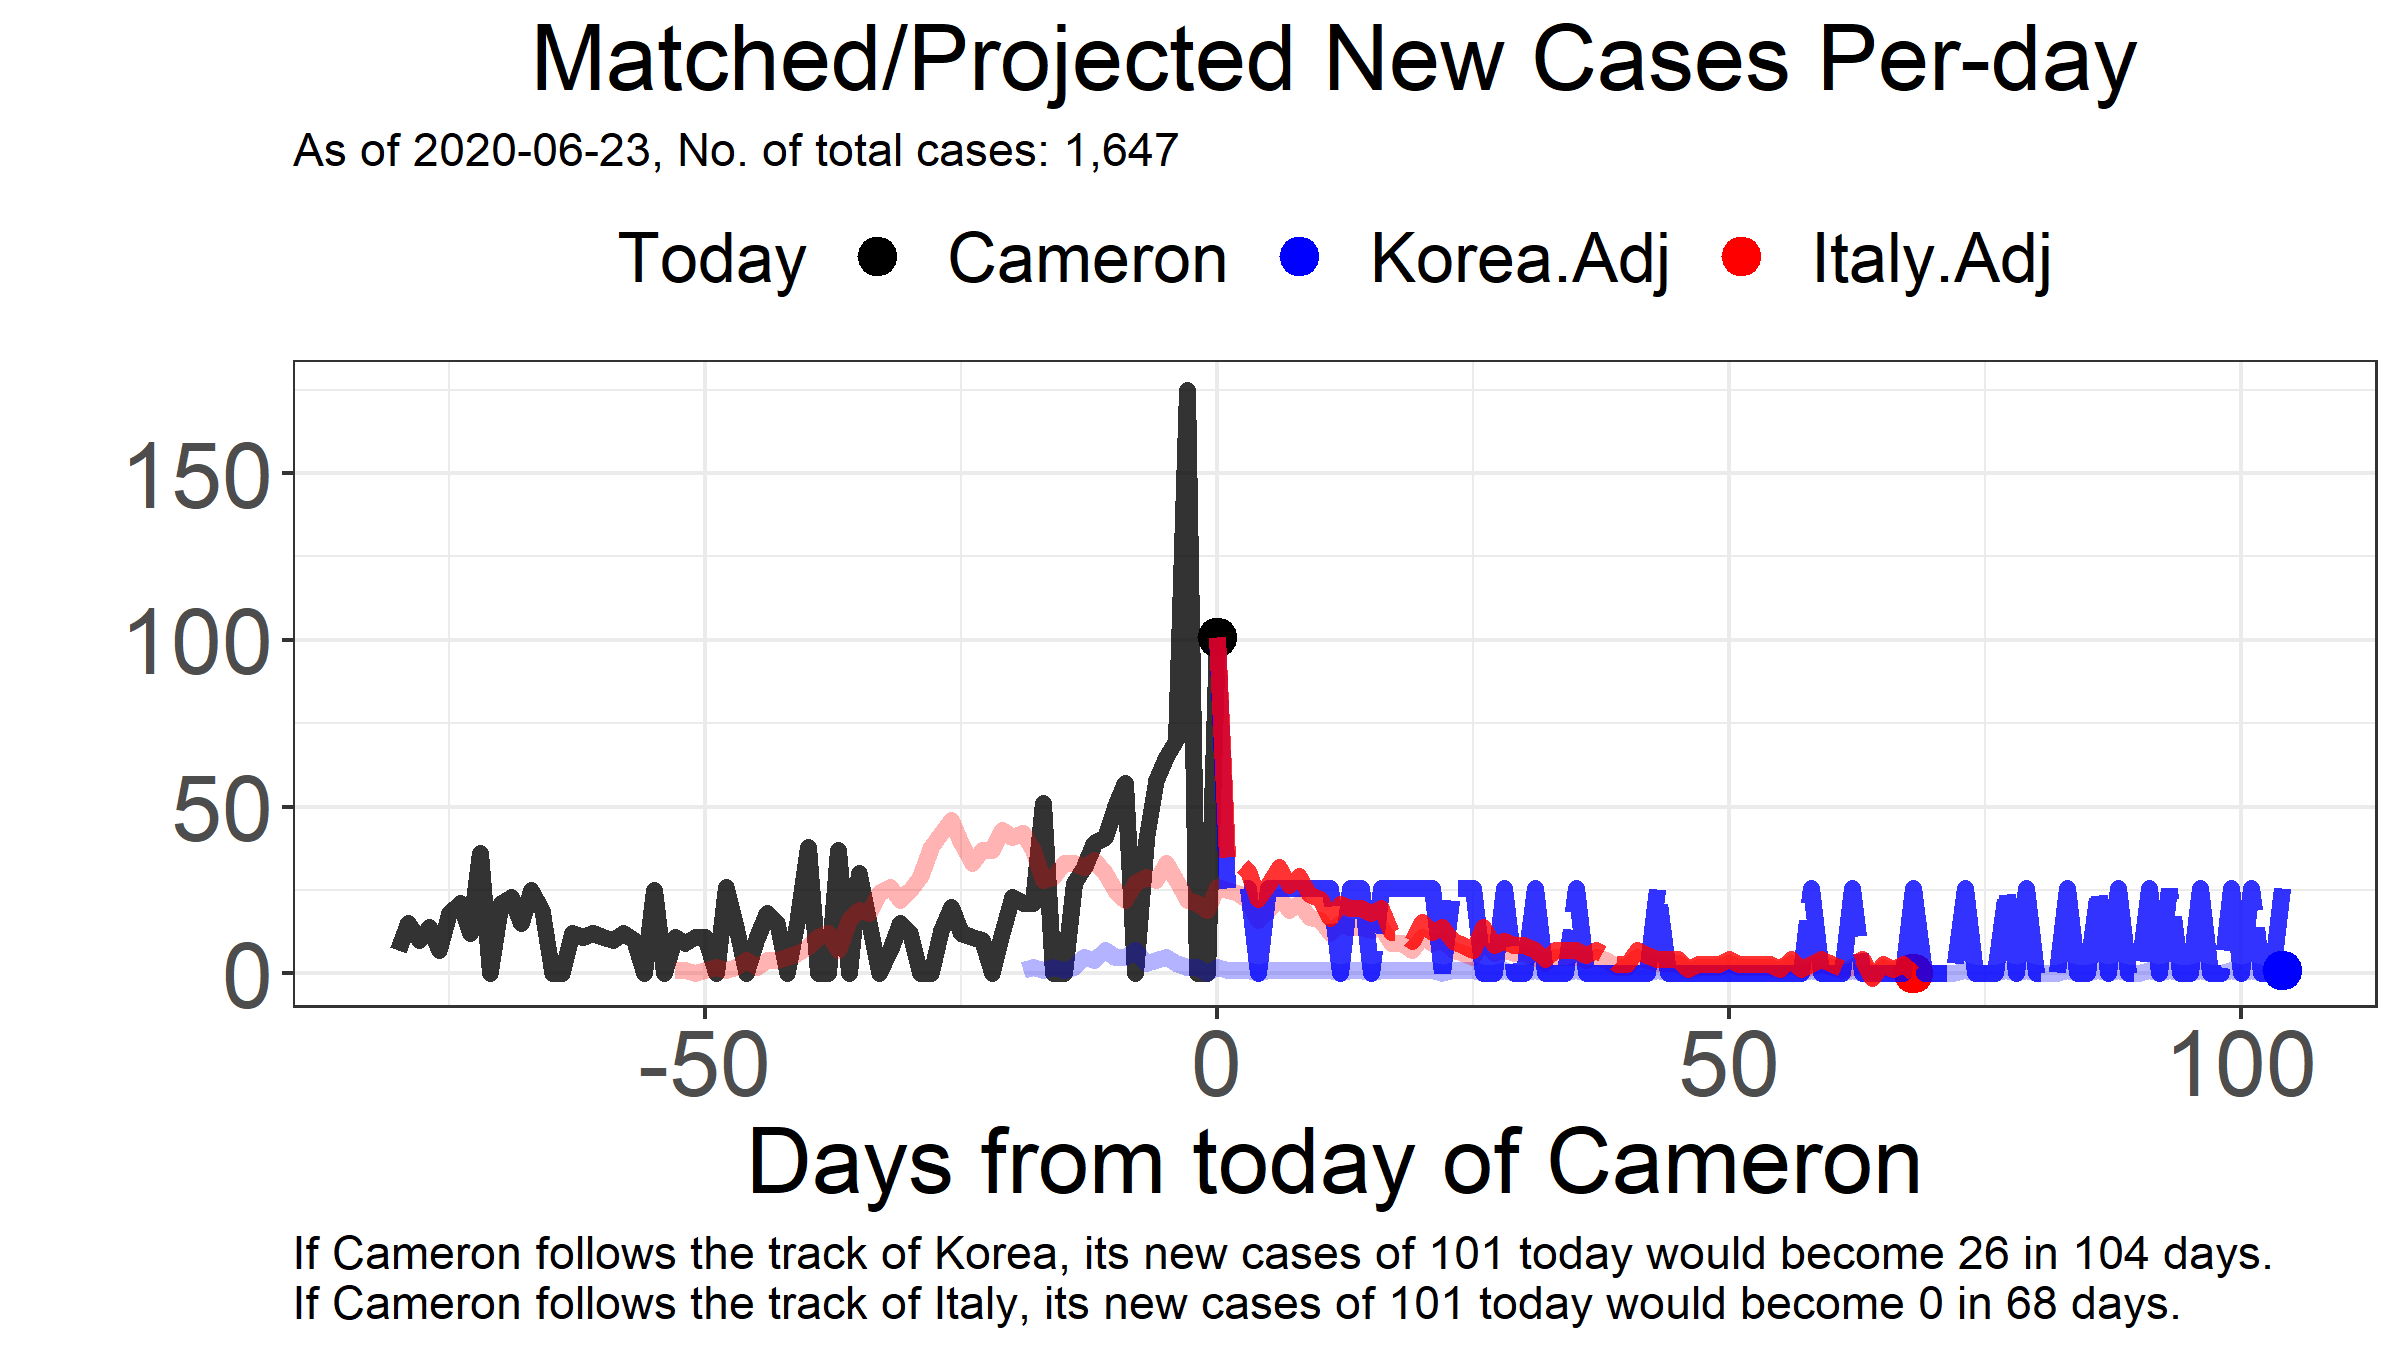 Matched/Projected New Cases Per-day
As of 2020-06-23, No. of total cases: 1,647
Today Cameron Korea.Adj Italy.Adj
150
100
50
0
-50 0 50 100
Days from today of Cameron
If Cameron follows the track of Korea, its new cases of 101 today would become 26 in 104 days.
If Cameron follows the track of Italy, its new cases of 101 today would become 0 in 68 days.